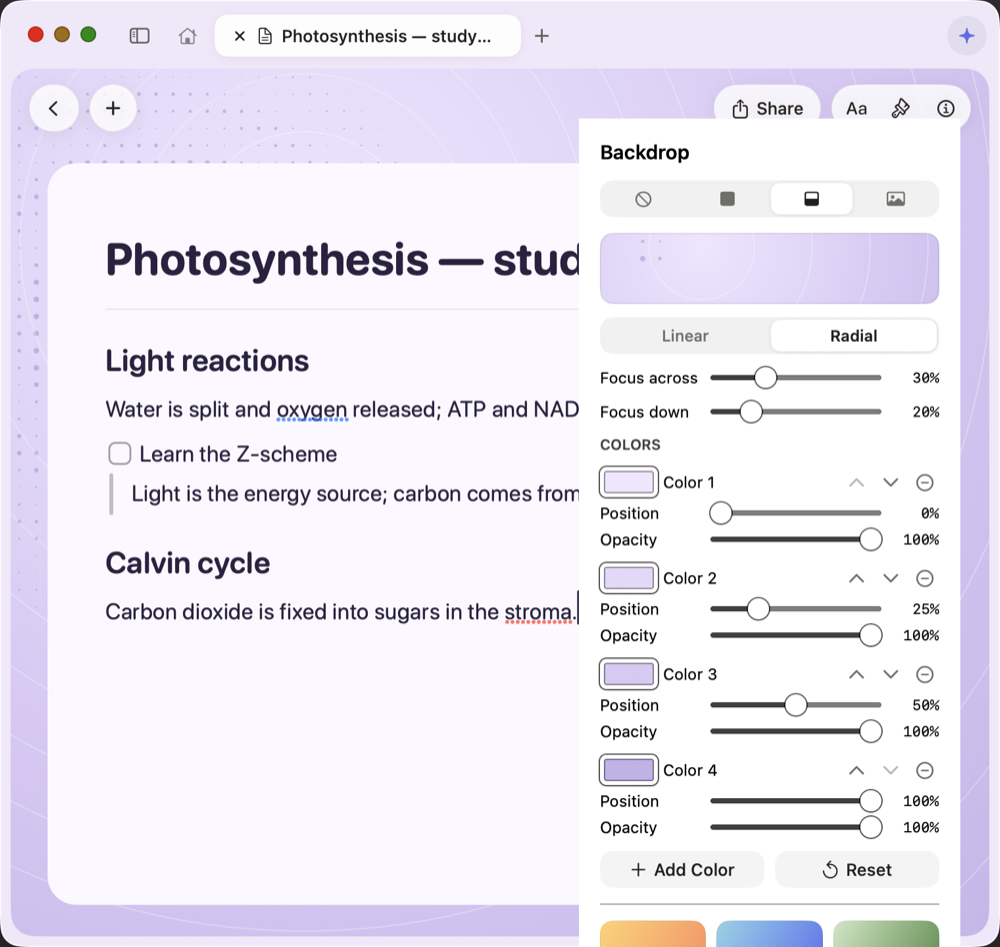 Photosynthesis — study...
Share
Aa
Backdrop
Photosynthesis — stud
Linear
Radial
Light reactions
Focus across
30%
Water is split and oxygen released; ATP and NAD
Focus down
20%
COLORS
Learn the Z-scheme
Light is the energy source; carbon comes from
Color 1
Position
0%
Opacity
100%
Calvin cycle
Carbon dioxide is fixed into sugars in the stroma.
Color 2
Position
25%
Opacity
100%
Color 3
Position
50%
Opacity
100%
Color 4
Position
100%
Opacity
100%
Add Color
Reset